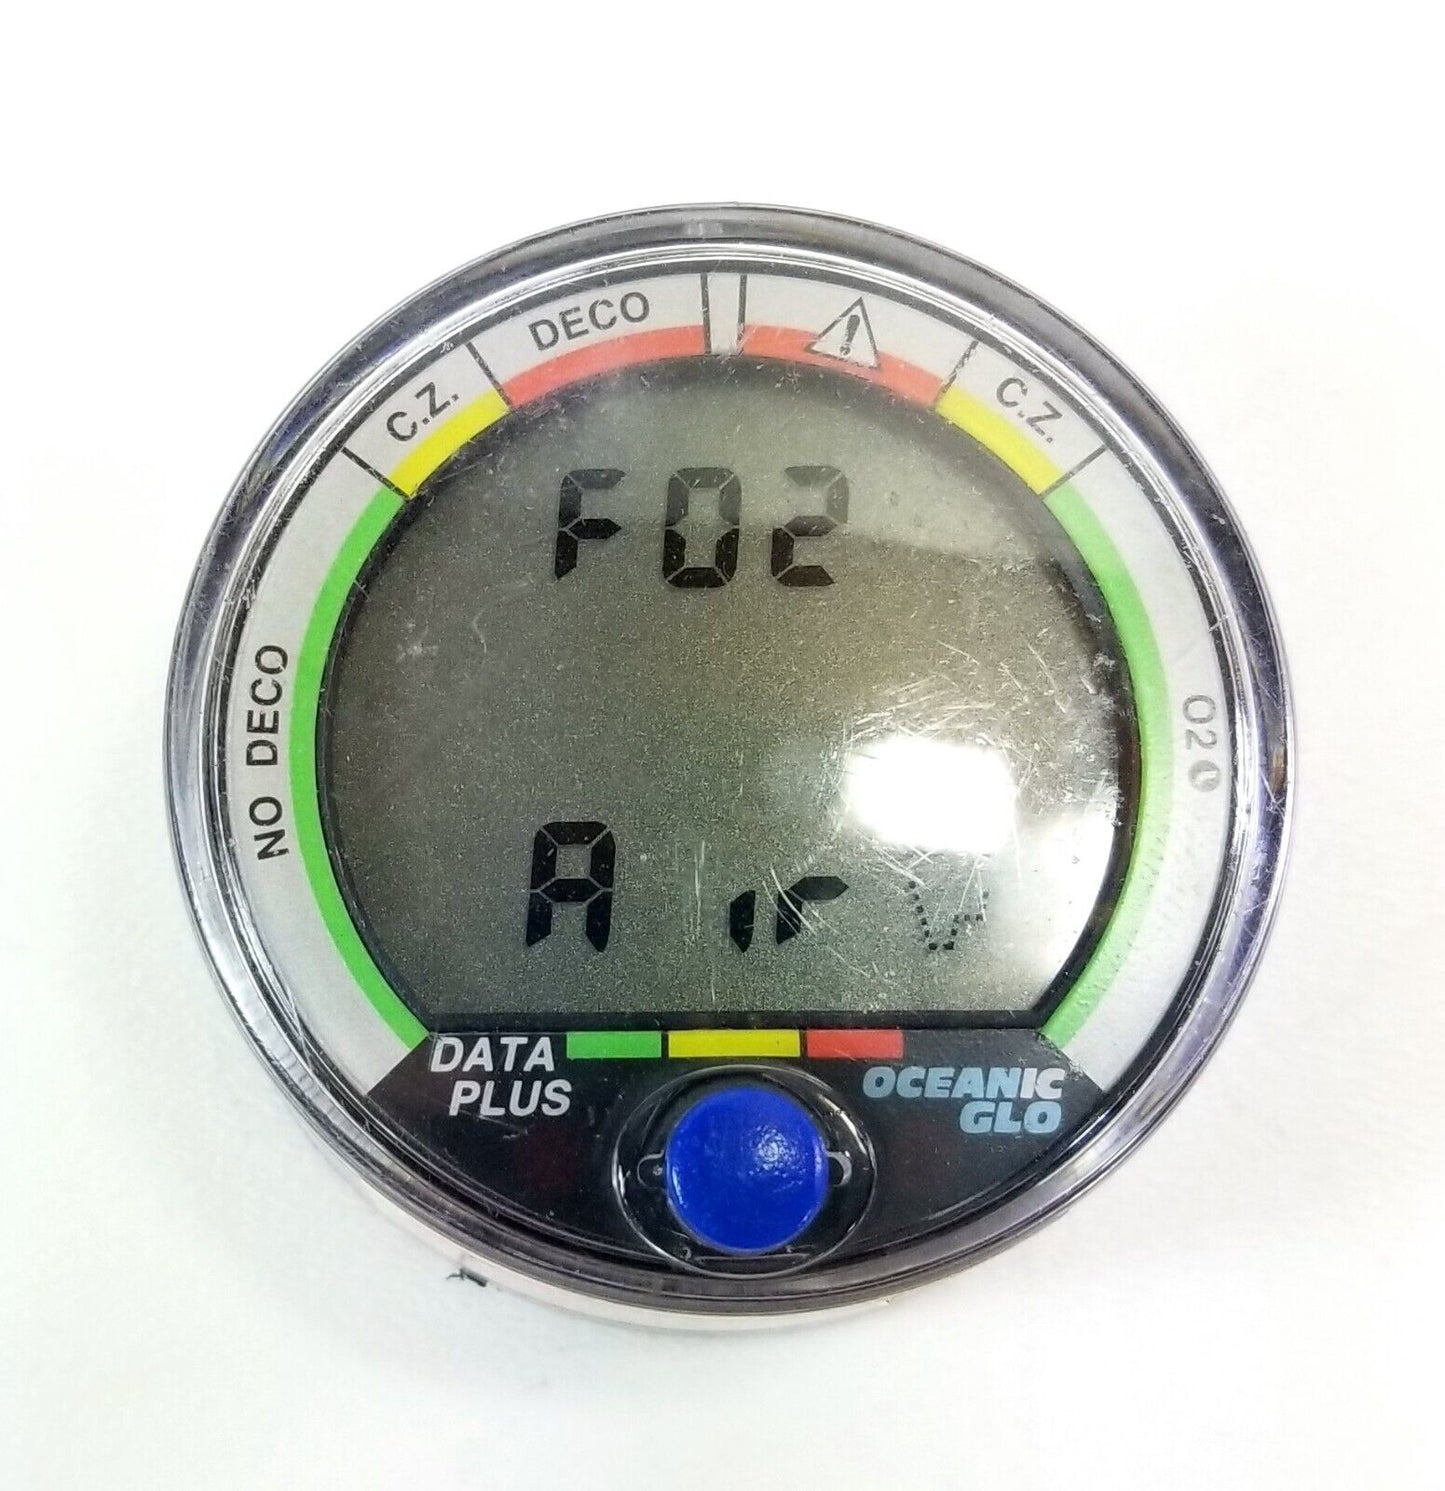 DECO
C.Z.
C.Z.
FO2
NO DECO
O2
Air
DATA
PLUS
OCEANIC
GLO